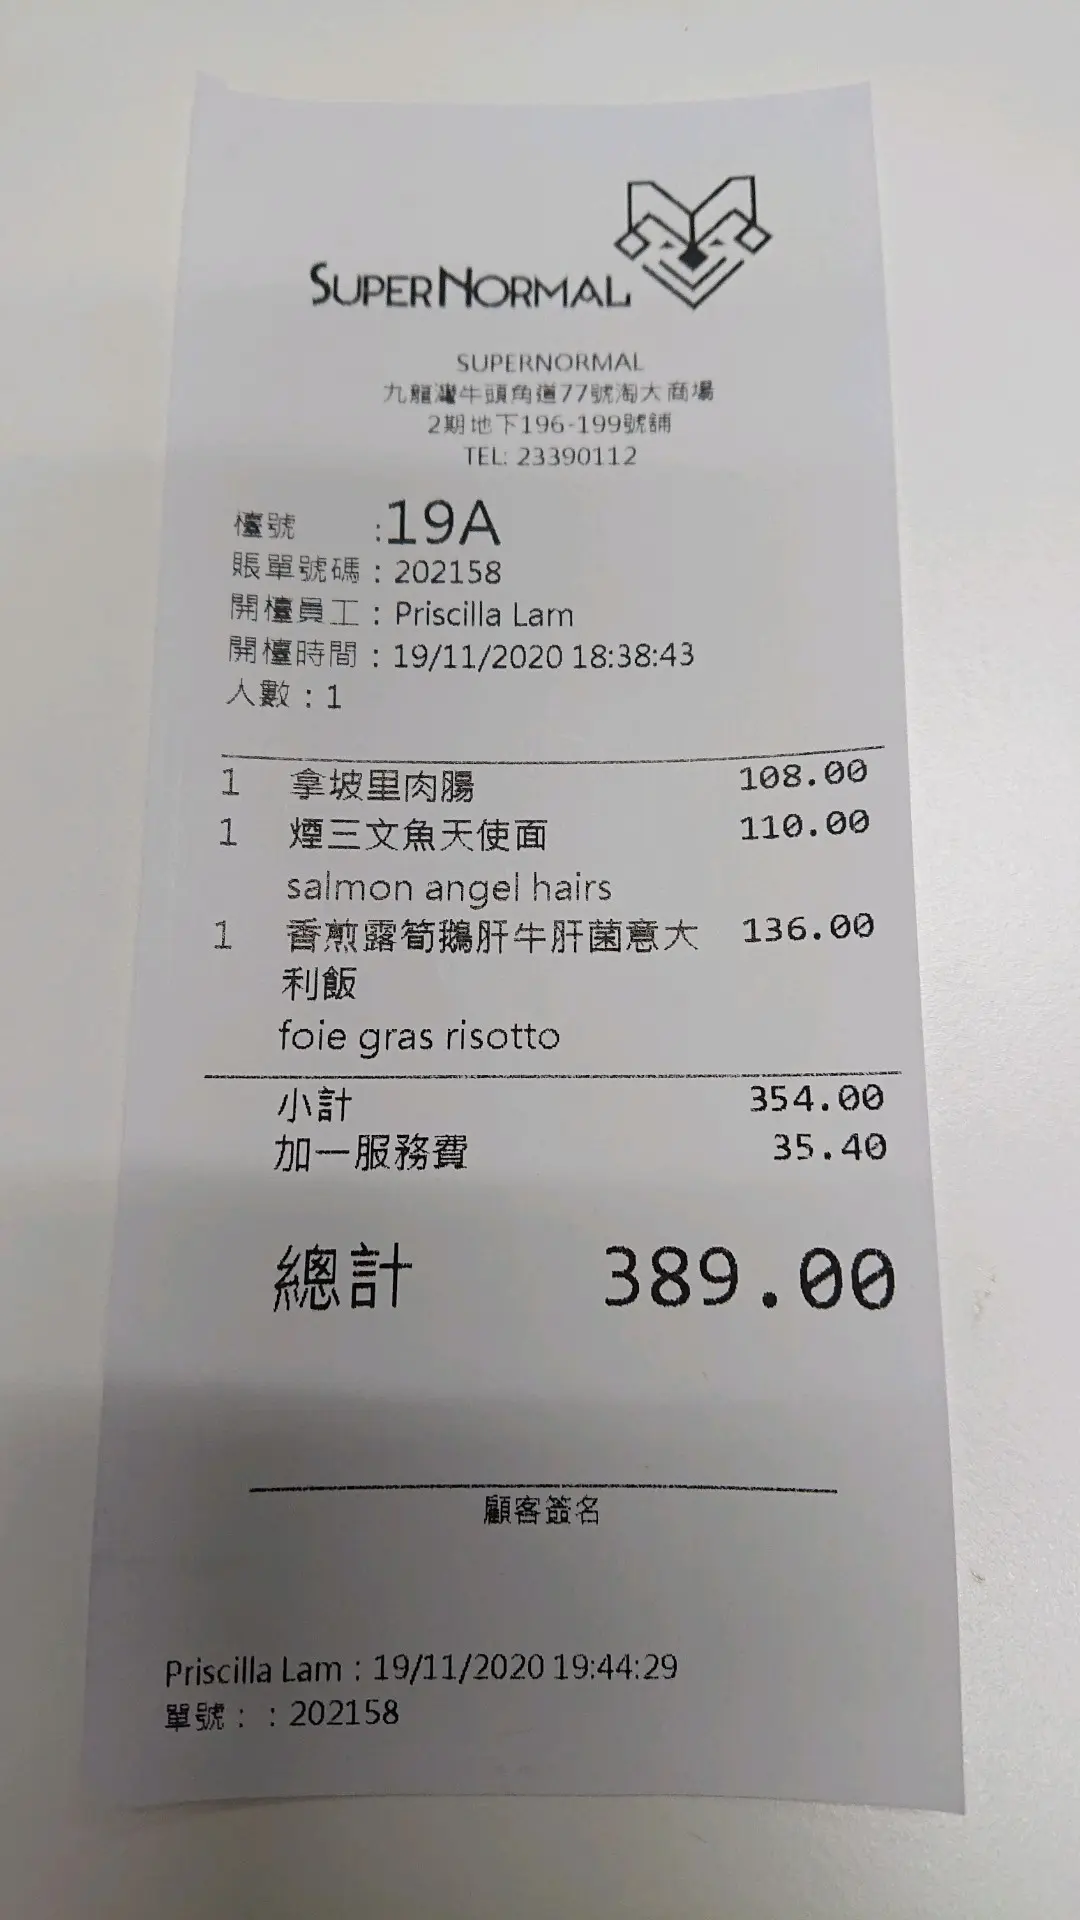 SUPERNORMAL
SUPERNORMAL
九龍灣牛頭角道77號淘大商場
2期地下196-199號舖
TEL: 23390112
檯號 :19A
賬單號碼 : 202158
開檯員工 : Priscilla Lam
開檯時間 : 19/11/2020 18:38:43
人數 : 1
1 拿坡里肉腸 108.00
1 煙三文魚天使面 110.00
salmon angel hairs
1 香煎露筍鵝肝牛肝菌意大 136.00
利飯
foie gras risotto
小計 354.00
加一服務費 35.40
總計 389.00
顧客簽名
Priscilla Lam : 19/11/2020 19:44:29
單號 : : 202158